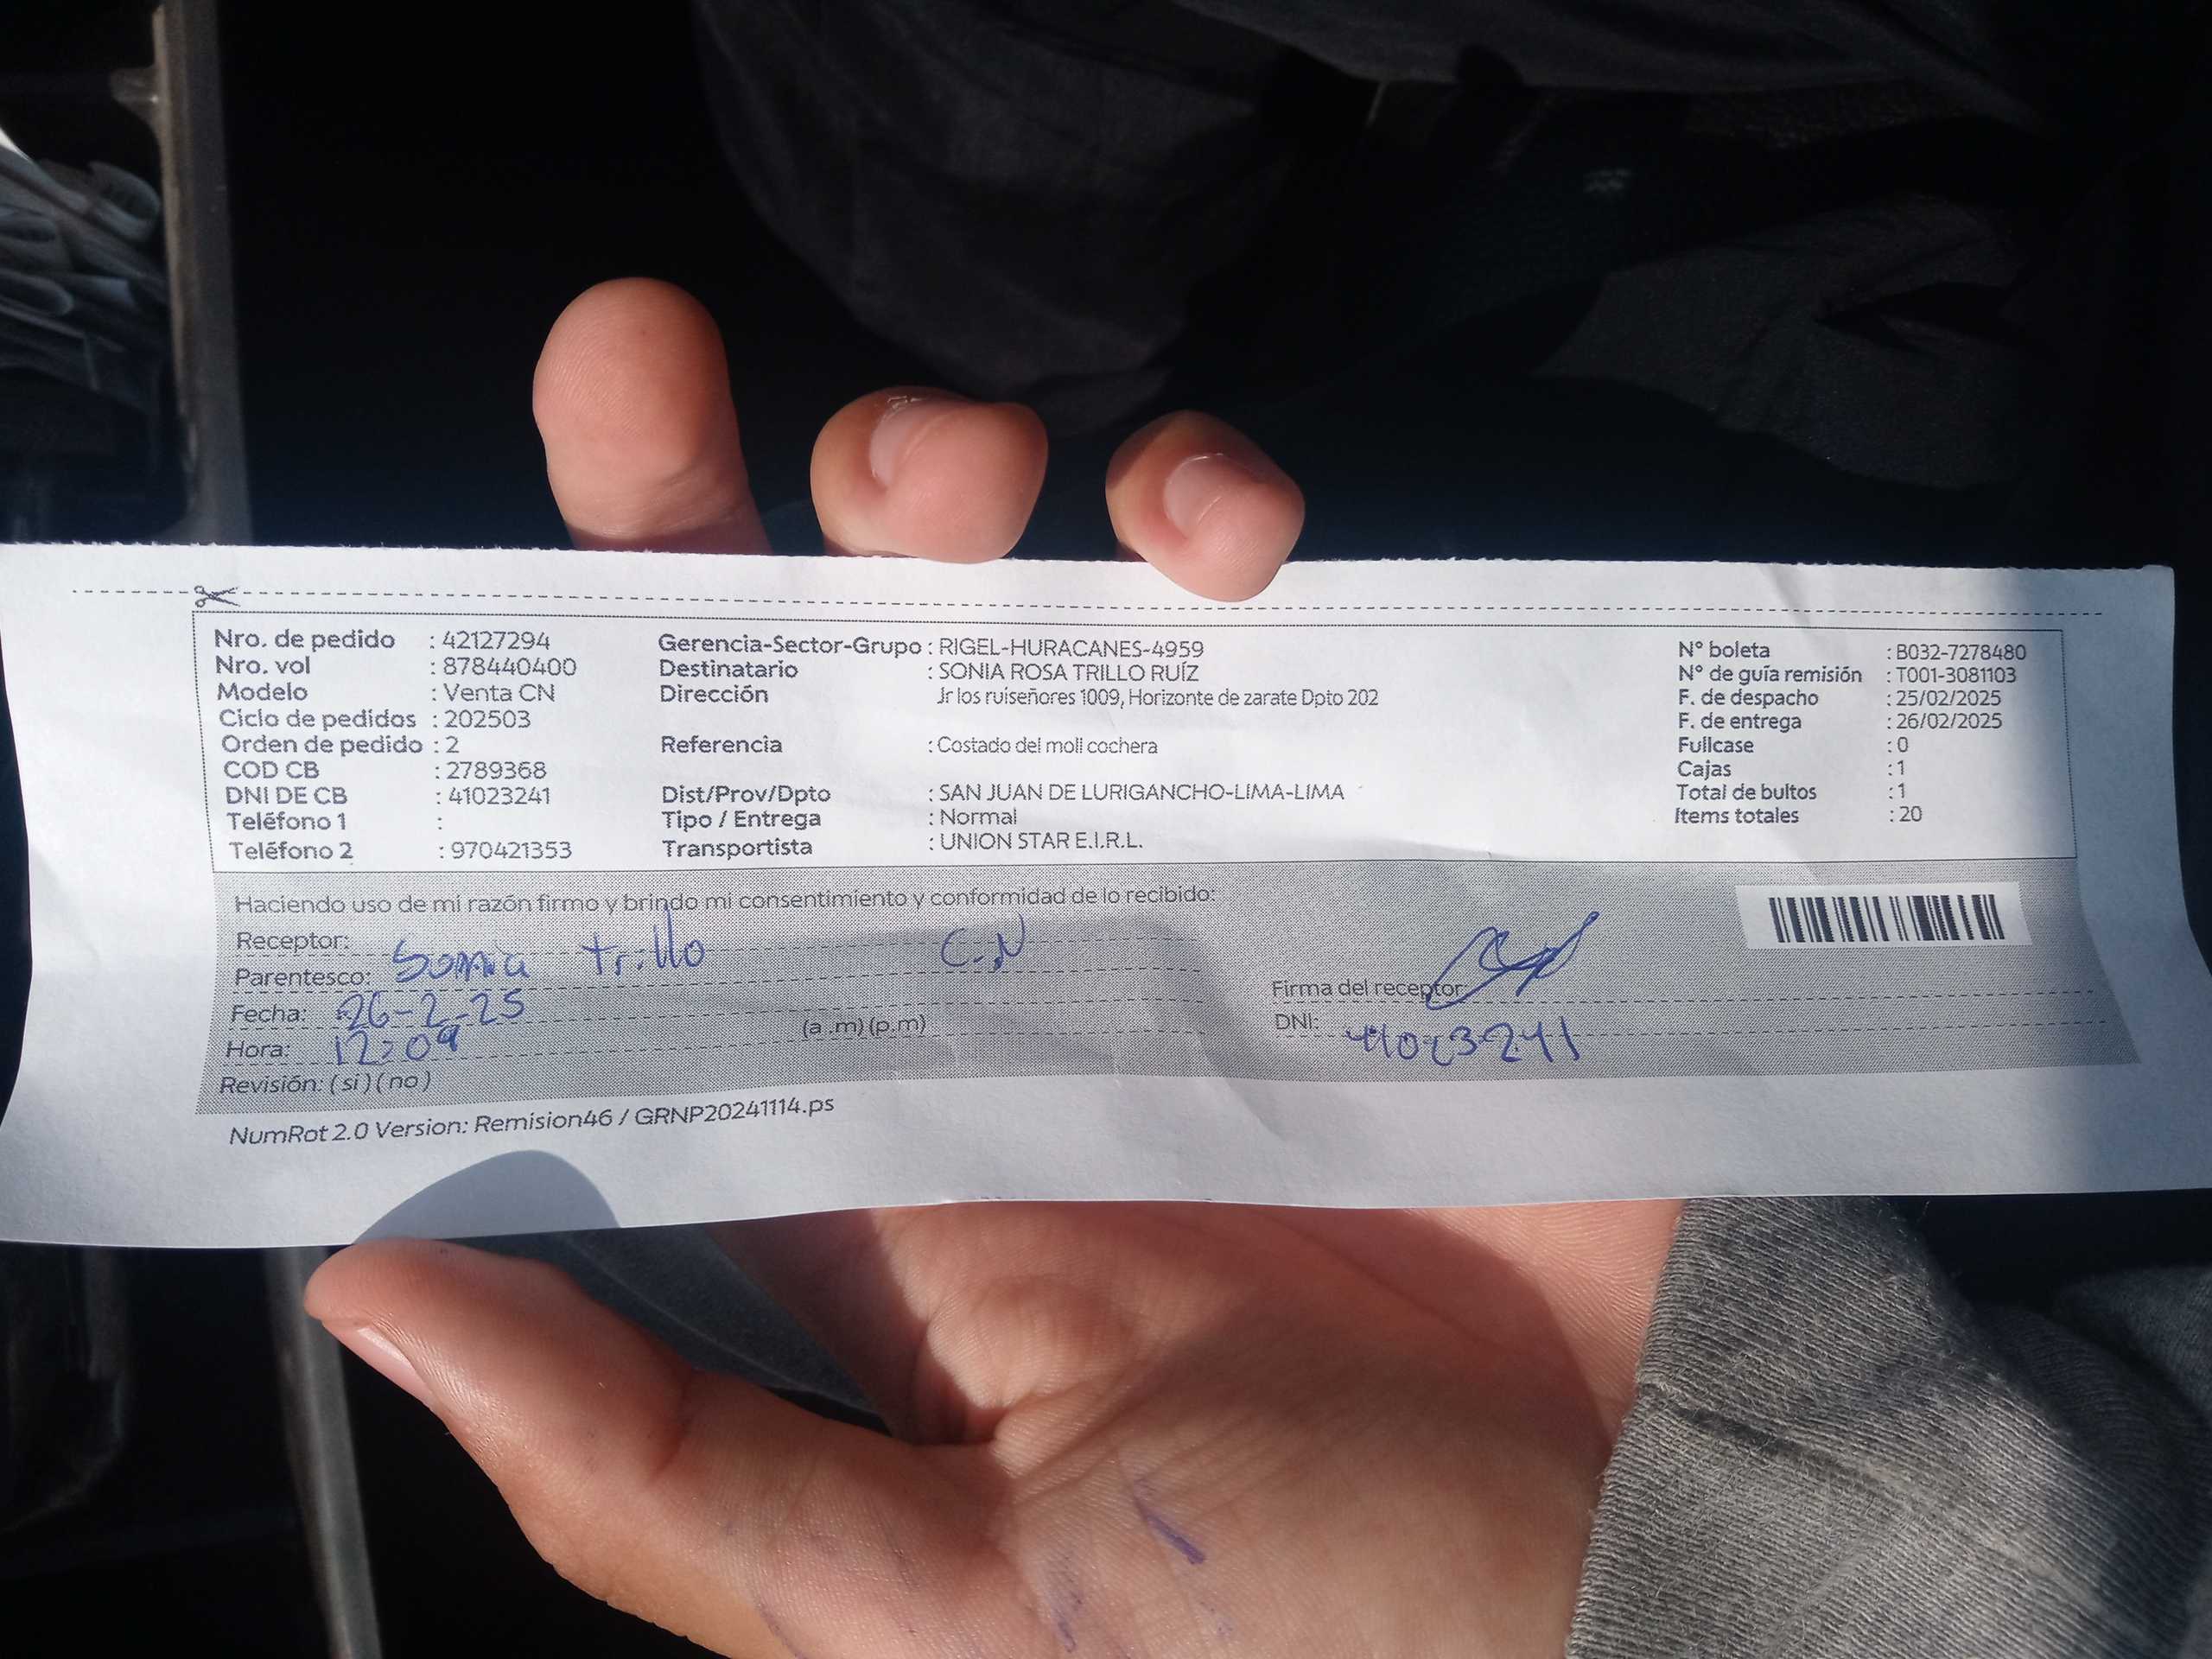 Nro. de pedido : 42127294
Nro. vol : 878440400
Modelo : Venta CN
Ciclo de pedidos : 202503
Orden de pedido : 2
COD CB : 2789368
DNI DE CB : 41023241
Teléfono 1 :
Teléfono 2 : 970421353
Gerencia-Sector-Grupo : RIGEL-HURACANES-4959
Destinatario : SONIA ROSA TRILLO RUÍZ
Dirección Jr los ruiseñores 1009, Horizonte de zarate Dpto 202
Referencia : Costado del moll cochera
Dist/Prov/Dpto : SAN JUAN DE LURIGANCHO-LIMA-LIMA
Tipo / Entrega : Normal
Transportista : UNION STAR E.I.R.L.
N° boleta : B032-7278480
N° de guía remisión : T001-3081103
F. de despacho : 25/02/2025
F. de entrega : 26/02/2025
Fullcase : 0
Cajas : 1
Total de bultos : 1
Ítems totales : 20
Haciendo uso de mi razón firmo y brindo mi consentimiento y conformidad de lo recibido:
Receptor:
Parentesco: Sonia trillo C.N
Fecha: 26-2-25
Hora: 12:09 (a .m) (p.m)
Revisión: ( si ) ( no )
Firma del receptor:
DNI: 41023241
NumRot 2.0 Version: Remision46 / GRNP20241114.ps